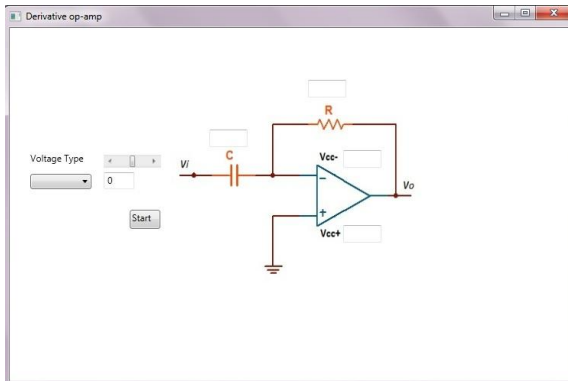 Derivative op-amp
R
C
Voltage Type
Vcc-
Vi
0
Vo
Start
Vcc+